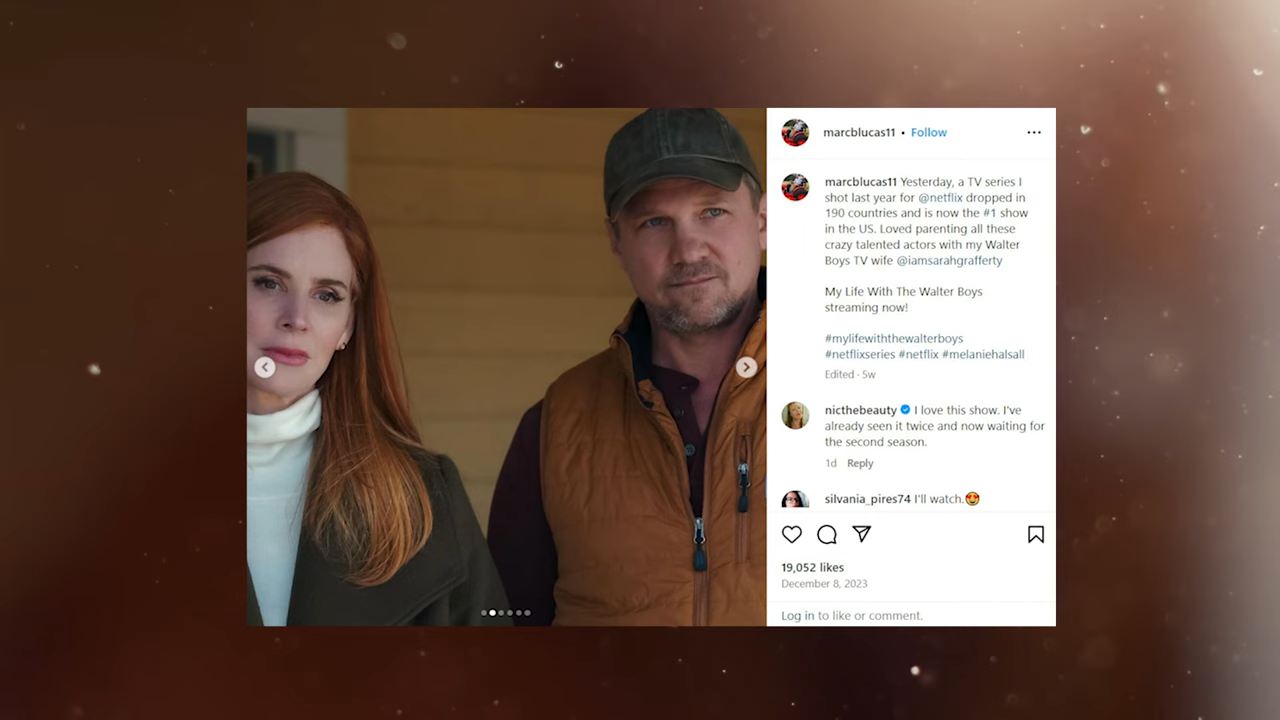 marcblucas11 • Follow
marcblucas11 Yesterday, a TV series I
shot last year for @netflix dropped in
190 countries and is now the #1 show
in the US. Loved parenting all these
crazy talented actors with my Walter
Boys TV wife @iamsarahgrafferty
My Life With The Walter Boys
streaming now!
#mylifewiththewalterboys
#netflixseries #netflix #melaniehalsall
Edited · 5w
nicthebeauty I love this show. I've
already seen it twice and now waiting for
the second season.
1d Reply
silvania_pires74 I'll watch.😍
19,052 likes
December 8, 2023
Log in to like or comment.